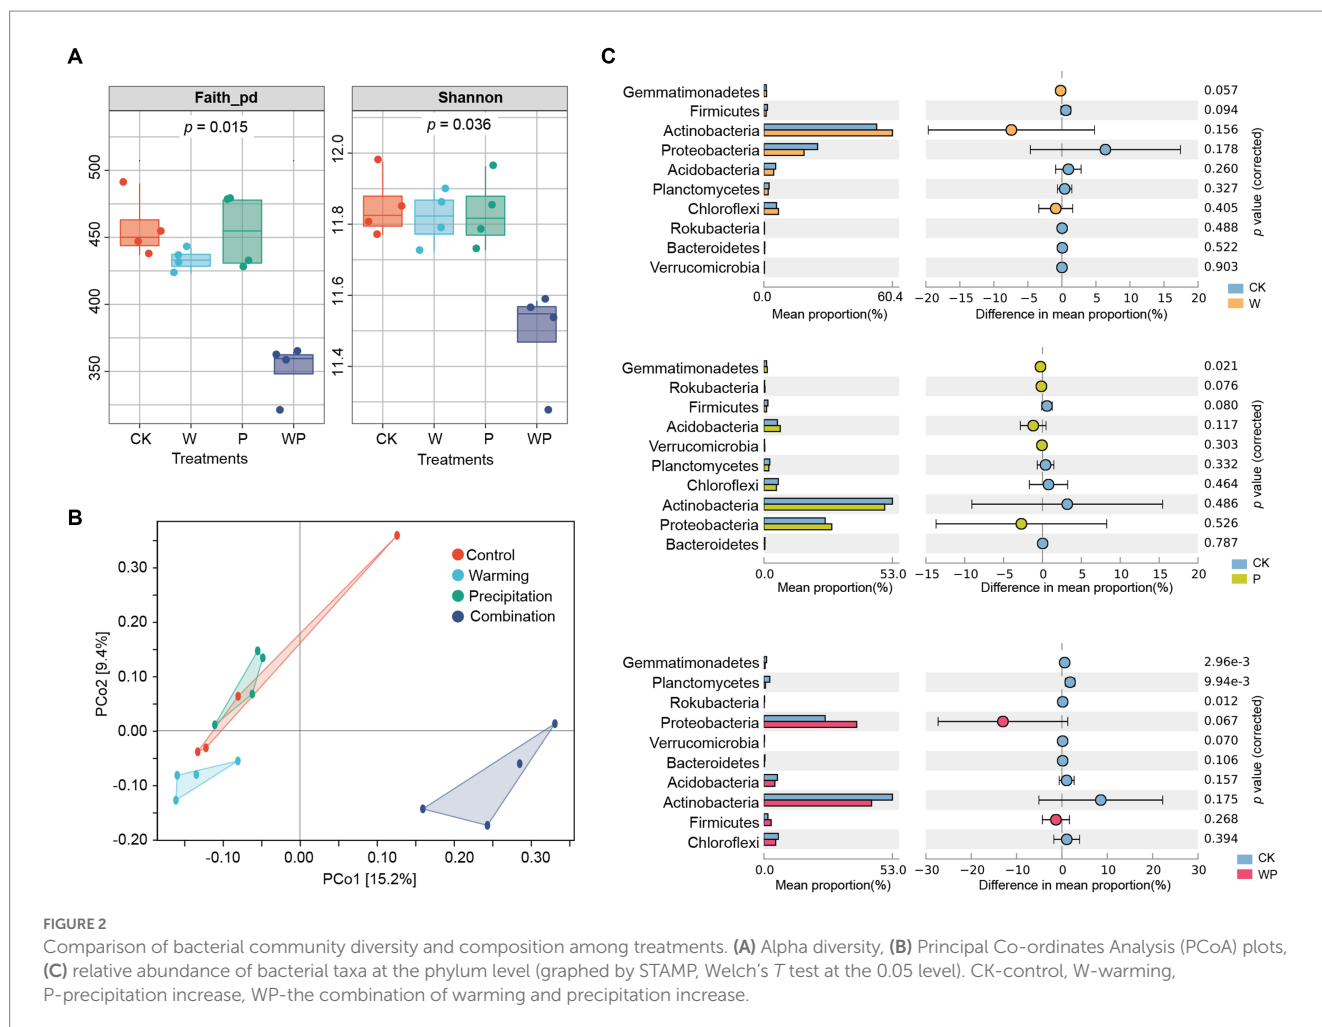 A
Faith_pd
Shannon
p = 0.015
p = 0.036
500
450
400
350
12.0
11.8
11.6
11.4
CK W P WP
Treatments
CK W P WP
Treatments
B
Control
Warming
Precipitation
Combination
PCo2 [9.4%]
0.30
0.20
0.10
0.00
-0.10
-0.20
-0.10 0.00 0.10 0.20 0.30
PCo1 [15.2%]
C
Gemmatimonadetes 0.057
Firmicutes 0.094
Actinobacteria 0.156
Proteobacteria 0.178
Acidobacteria 0.260
Planctomycetes 0.327
Chloroflexi 0.405
Rokubacteria 0.488
Bacteroidetes 0.522
Verrucomicrobia 0.903
p value (corrected)
0.0 60.4 −20 −15 −10 −5 0 5 10 15 20
Mean proportion(%) Difference in mean proportion(%)
CK
W
Gemmatimonadetes 0.021
Rokubacteria 0.076
Firmicutes 0.080
Acidobacteria 0.117
Verrucomicrobia 0.303
Planctomycetes 0.332
Chloroflexi 0.464
Actinobacteria 0.486
Proteobacteria 0.526
Bacteroidetes 0.787
p value (corrected)
0.0 53.0 −15 −10 −5 0 5 10 15 20
Mean proportion(%) Difference in mean proportion(%)
CK
P
Gemmatimonadetes 2.96e-3
Planctomycetes 9.94e-3
Rokubacteria 0.012
Proteobacteria 0.067
Verrucomicrobia 0.070
Bacteroidetes 0.106
Acidobacteria 0.157
Actinobacteria 0.175
Firmicutes 0.268
Chloroflexi 0.394
p value (corrected)
0.0 53.0 −30 −20 −10 0 10 20 30
Mean proportion(%) Difference in mean proportion(%)
CK
WP
FIGURE 2
Comparison of bacterial community diversity and composition among treatments. (A) Alpha diversity, (B) Principal Co-ordinates Analysis (PCoA) plots,
(C) relative abundance of bacterial taxa at the phylum level (graphed by STAMP, Welch's T test at the 0.05 level). CK-control, W-warming,
P-precipitation increase, WP-the combination of warming and precipitation increase.